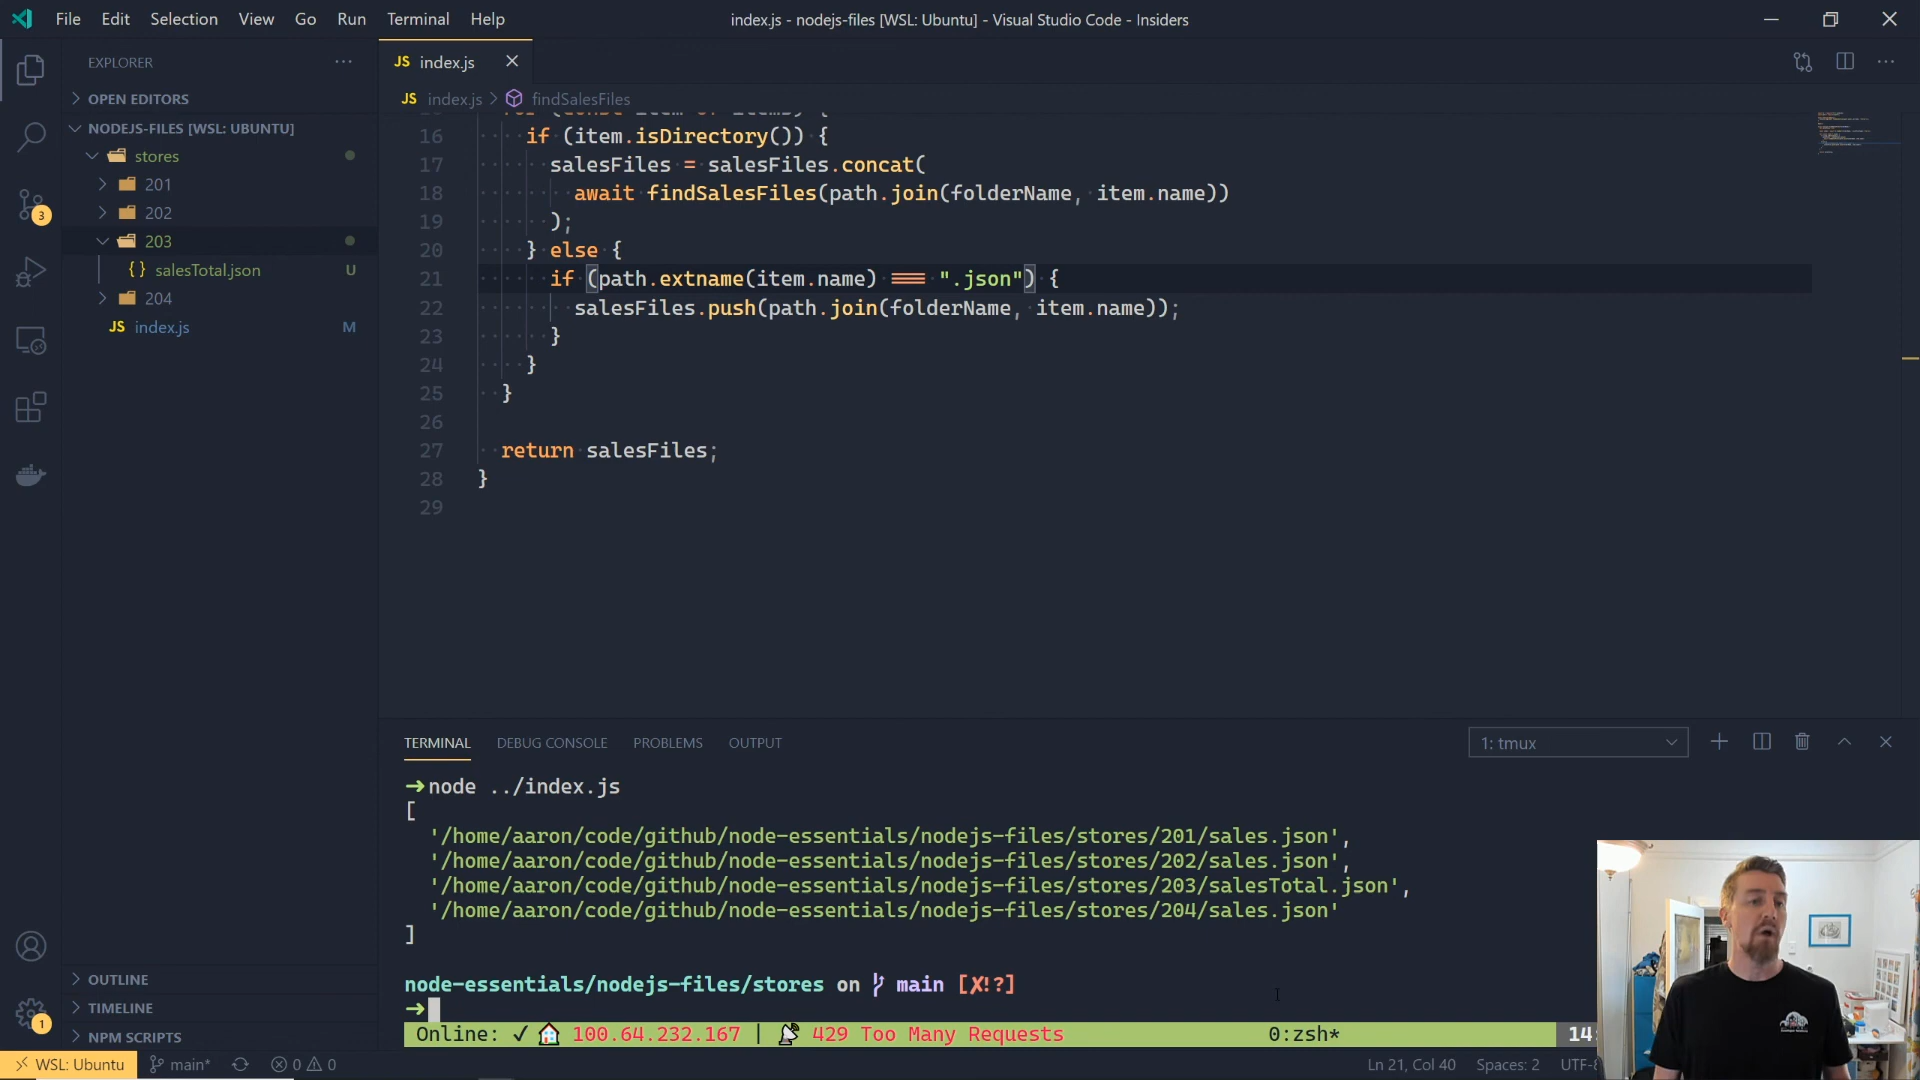 File Edit Selection View Go Run Terminal Help
index.js - nodejs-files [WSL: Ubuntu] - Visual Studio Code - Insiders
EXPLORER
OPEN EDITORS
NODEJS-FILES [WSL: UBUNTU]
stores
201
202
203
{} salesTotal.json U
204
JS index.js M
OUTLINE
TIMELINE
NPM SCRIPTS
3
1
JS index.js
JS index.js > findSalesFiles
16 if (item.isDirectory()) {
17 salesFiles = salesFiles.concat(
18 await findSalesFiles(path.join(folderName, item.name))
19 );
20 } else {
21 if (path.extname(item.name) === ".json") {
22 salesFiles.push(path.join(folderName, item.name));
23 }
24 }
25 }
26
27 return salesFiles;
28 }
29
TERMINAL DEBUG CONSOLE PROBLEMS OUTPUT
1: tmux
➜node ../index.js
[
'/home/aaron/code/github/node-essentials/nodejs-files/stores/201/sales.json',
'/home/aaron/code/github/node-essentials/nodejs-files/stores/202/sales.json',
'/home/aaron/code/github/node-essentials/nodejs-files/stores/203/salesTotal.json',
'/home/aaron/code/github/node-essentials/nodejs-files/stores/204/sales.json'
]
node-essentials/nodejs-files/stores on main [✘!?]
➜
Online: ✓ 100.64.232.167 | 429 Too Many Requests 0:zsh* 14:
WSL: Ubuntu main* 0 0 Ln 21, Col 40 Spaces: 2 UTF-8